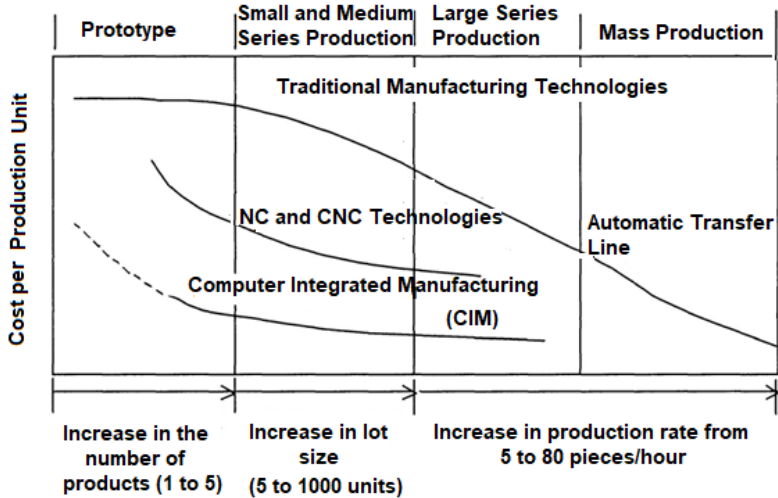 Prototype
Small and Medium
Series Production
Large Series
Production
Mass Production
Traditional Manufacturing Technologies
NC and CNC Technologies
Automatic Transfer
Line
Computer Integrated Manufacturing
(CIM)
Cost per Production Unit
Increase in the
number of
products (1 to 5)
Increase in lot
size
(5 to 1000 units)
Increase in production rate from
5 to 80 pieces/hour